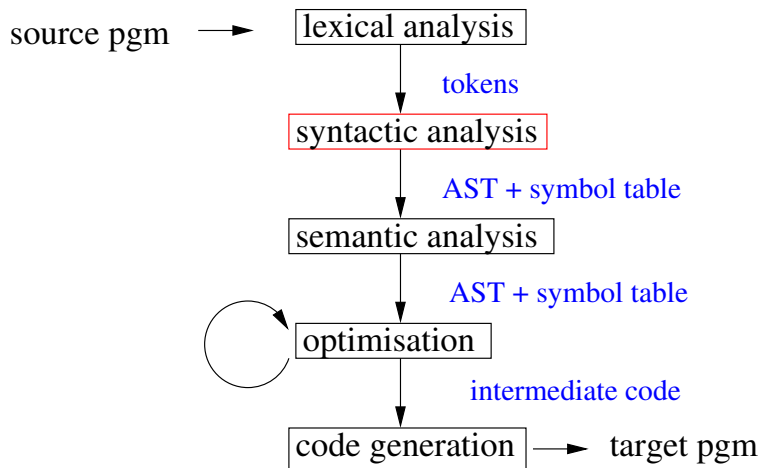 source pgm
lexical analysis
tokens
syntactic analysis
AST + symbol table
semantic analysis
AST + symbol table
optimisation
intermediate code
code generation
target pgm